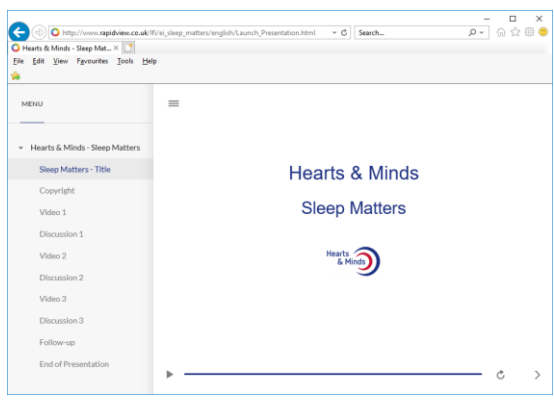 http://www.rapidview.co.uk/lfi/ei_sleep_matters/english/Launch_Presentation.html
Search...
Hearts & Minds - Sleep Mat...
File Edit View Favourites Tools Help
MENU
Hearts & Minds - Sleep Matters
Sleep Matters - Title
Copyright
Video 1
Discussion 1
Video 2
Discussion 2
Video 3
Discussion 3
Follow-up
End of Presentation
Hearts & Minds
Sleep Matters
Hearts
& Minds